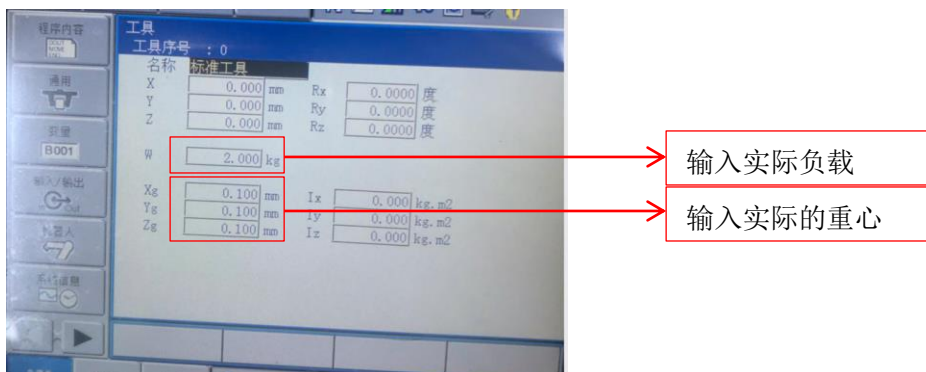 程序内容
工具
工具序号 : 0
名称 标准工具
X 0.000 mm Rx 0.0000 度
Y 0.000 mm Ry 0.0000 度
Z 0.000 mm Rz 0.0000 度
W 2.000 kg
Xg 0.100 mm Ix 0.000 kg.m2
Yg 0.100 mm Iy 0.000 kg.m2
Zg 0.100 mm Iz 0.000 kg.m2
通用
变量
B001
输入/输出
Out
机器人
系统信息
输入实际负载
输入实际的重心